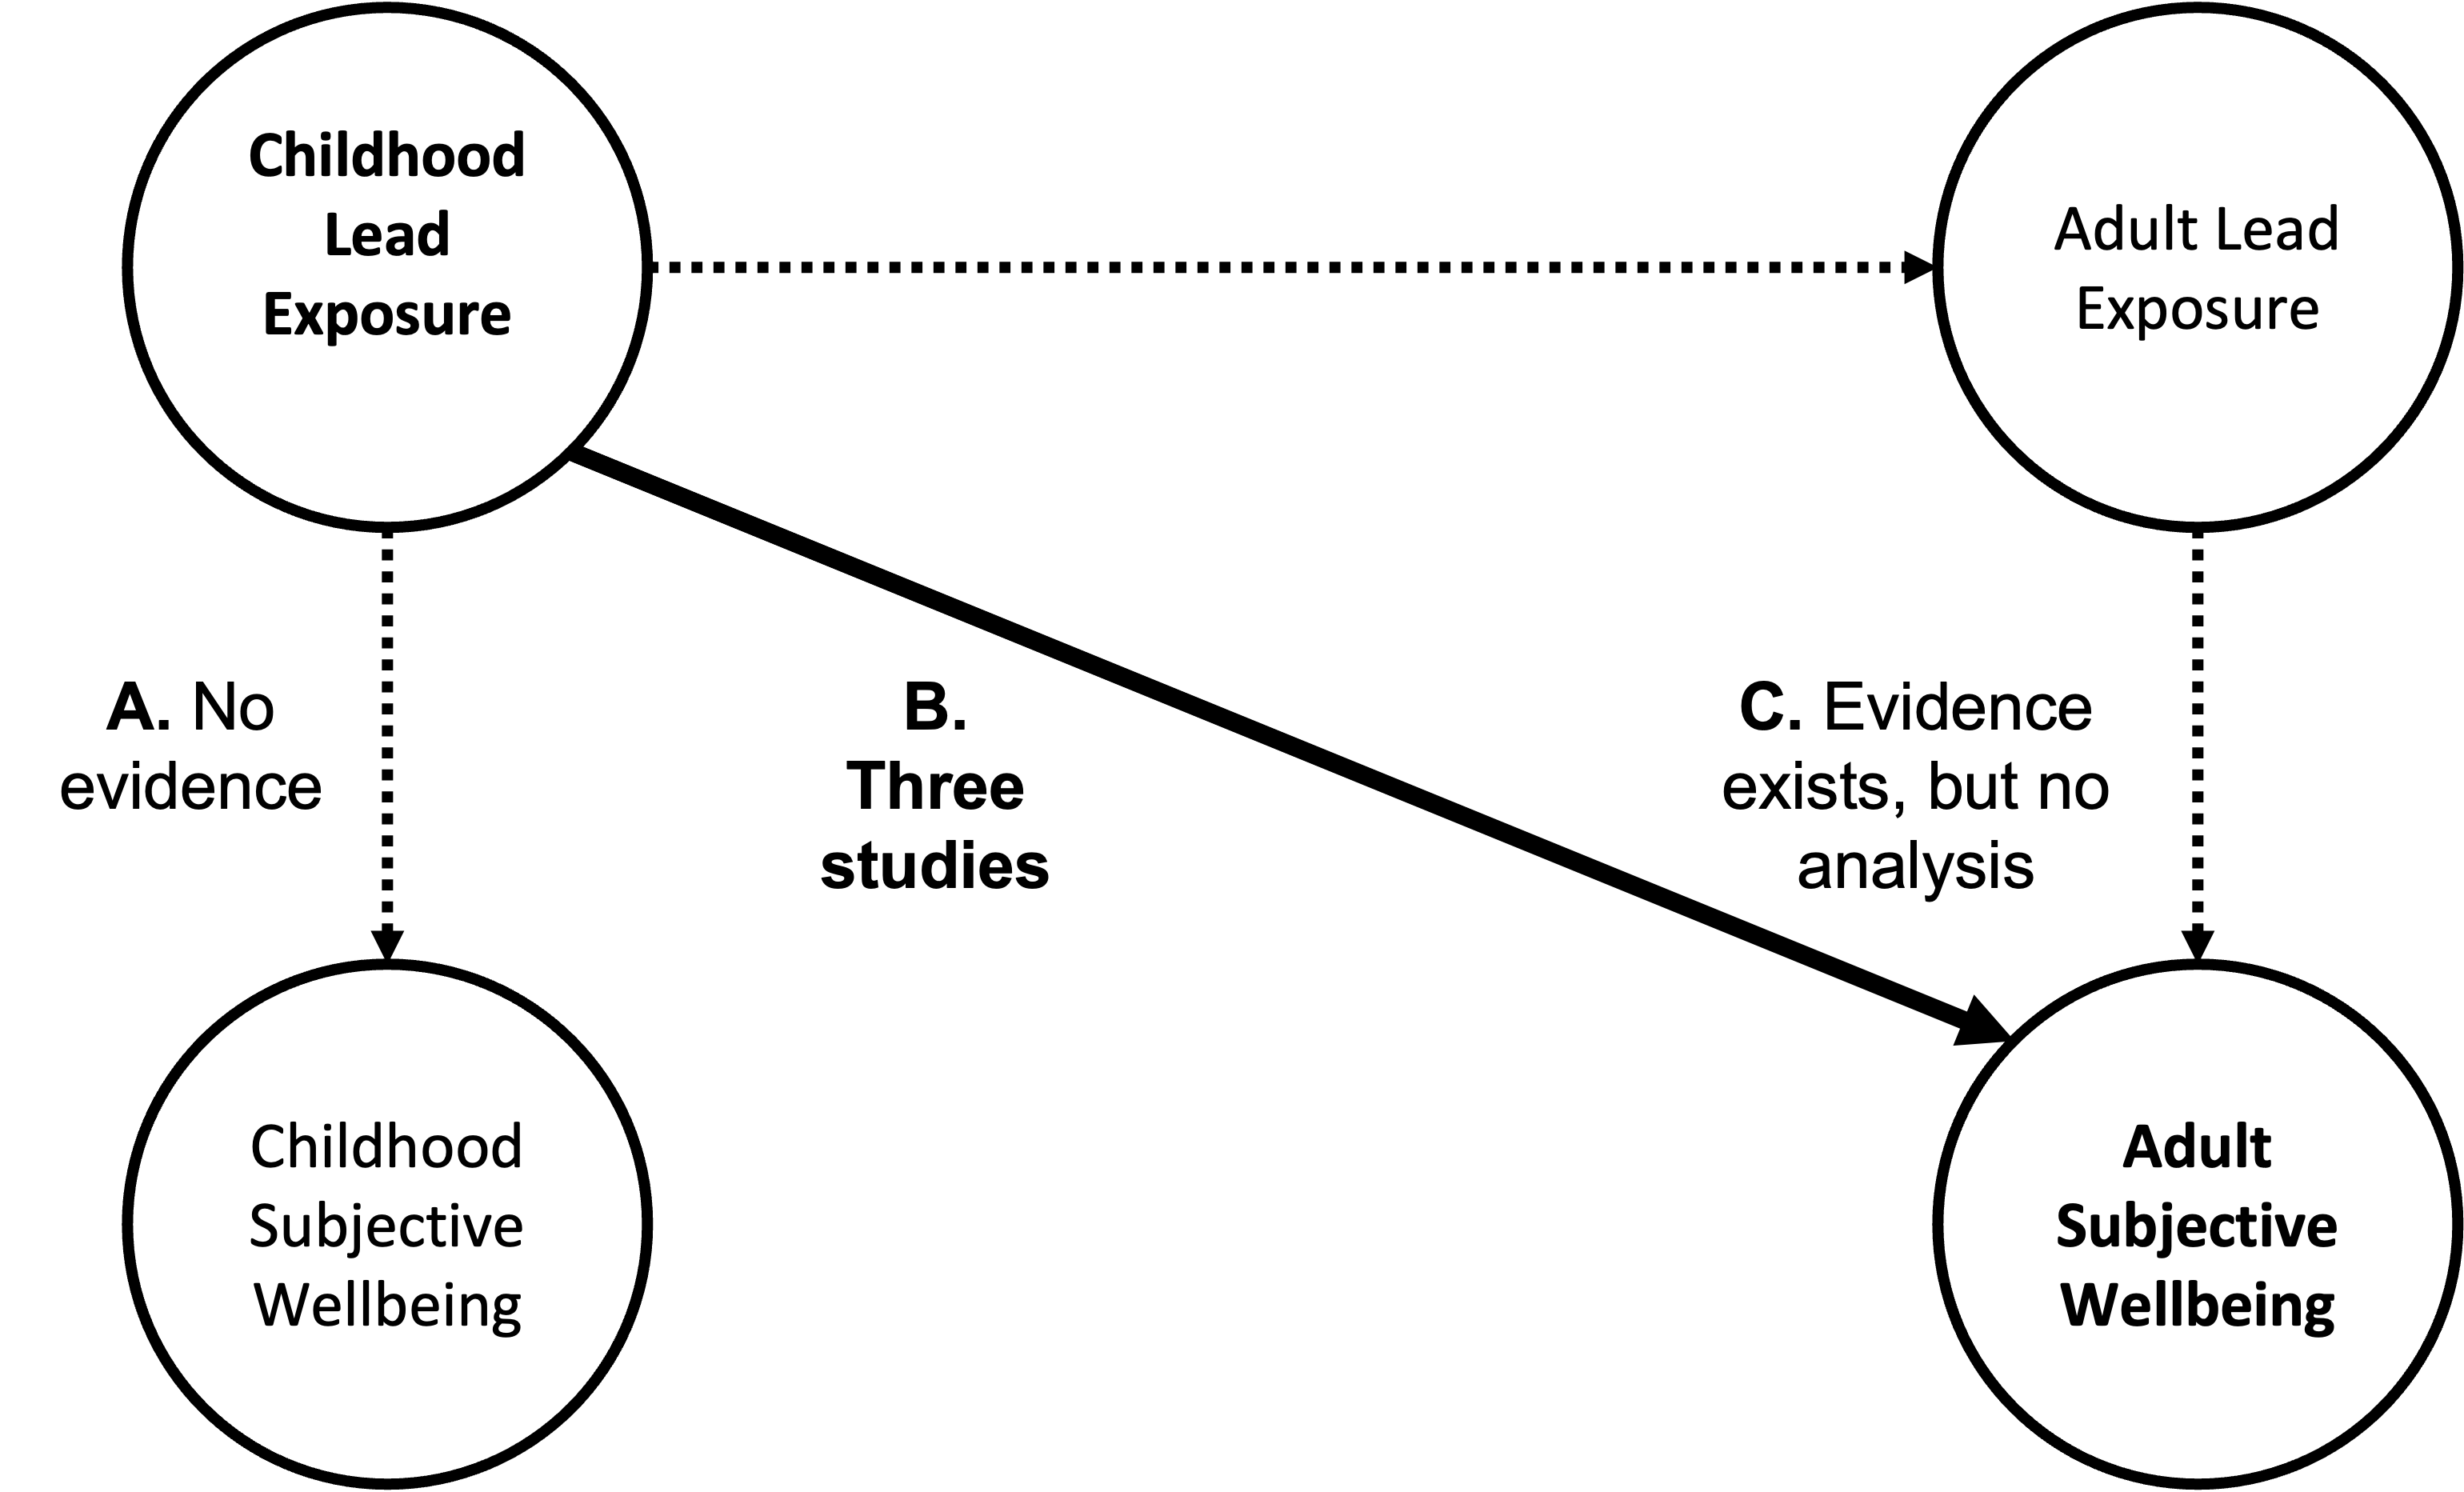 Childhood
Lead
Exposure
Adult Lead
Exposure
A. No
evidence
B.
Three
studies
C. Evidence
exists, but no
analysis
Childhood
Subjective
Wellbeing
Adult
Subjective
Wellbeing